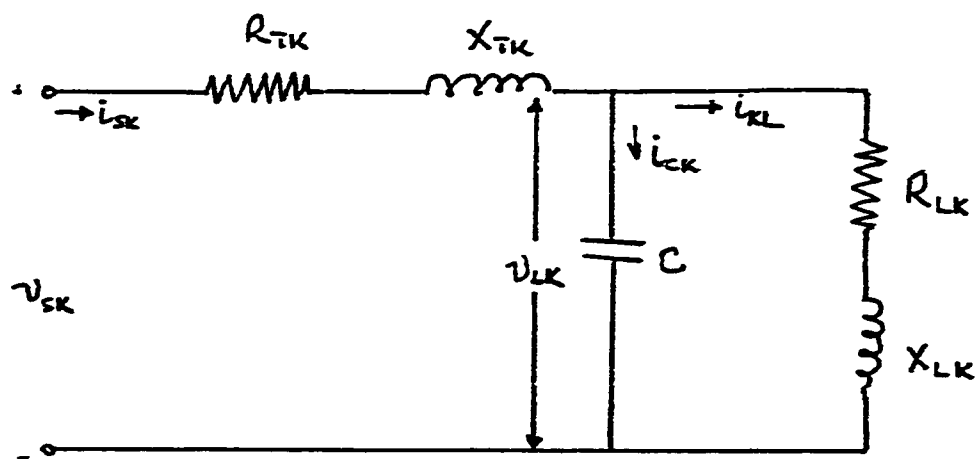 R_TK X_TK
+ i_SK i_KL
i_CK
R_LK
v_LK C
v_SK
X_LK
-